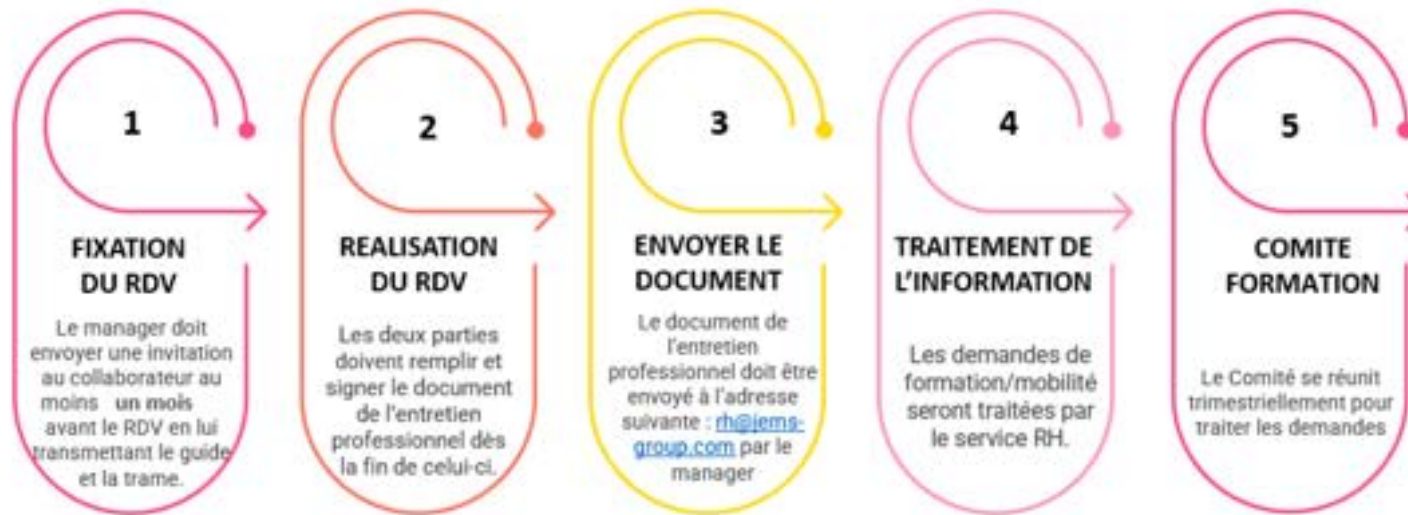 1
FIXATION
DU RDV
Le manager doit
envoyer une invitation
au collaborateur au
moins un mois
avant le RDV en lui
transmettant le guide
et la trame.
2
REALISATION
DU RDV
Les deux parties
doivent remplir et
signer le document
de l'entretien
professionnel dès
la fin de celui-ci.
3
ENVOYER LE
DOCUMENT
Le document de
l'entretien
professionnel doit être
envoyé à l'adresse
suivante : rh@jems-
group.com par le
manager
4
TRAITEMENT DE
L'INFORMATION
Les demandes de
formation/mobilité
seront traitées par
le service RH.
5
COMITE
FORMATION
Le Comité se réunit
trimestriellement pour
traiter les demandes